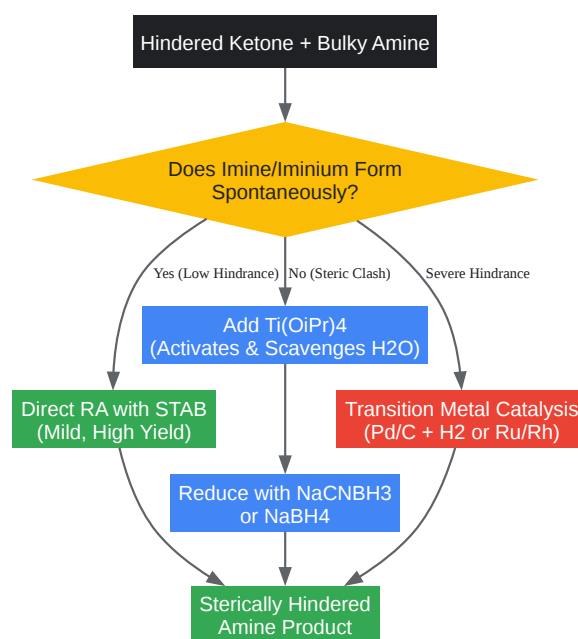 Hindered Ketone + Bulky Amine
Does Imine/Iminium Form
Spontaneously?
Yes (Low Hindrance)
No (Steric Clash)
Severe Hindrance
Add Ti(OiPr)4
(Activates & Scavenges H2O)
Direct RA with STAB
(Mild, High Yield)
Transition Metal Catalysis
(Pd/C + H2 or Ru/Rh)
Reduce with NaCNBH3
or NaBH4
Sterically Hindered
Amine Product